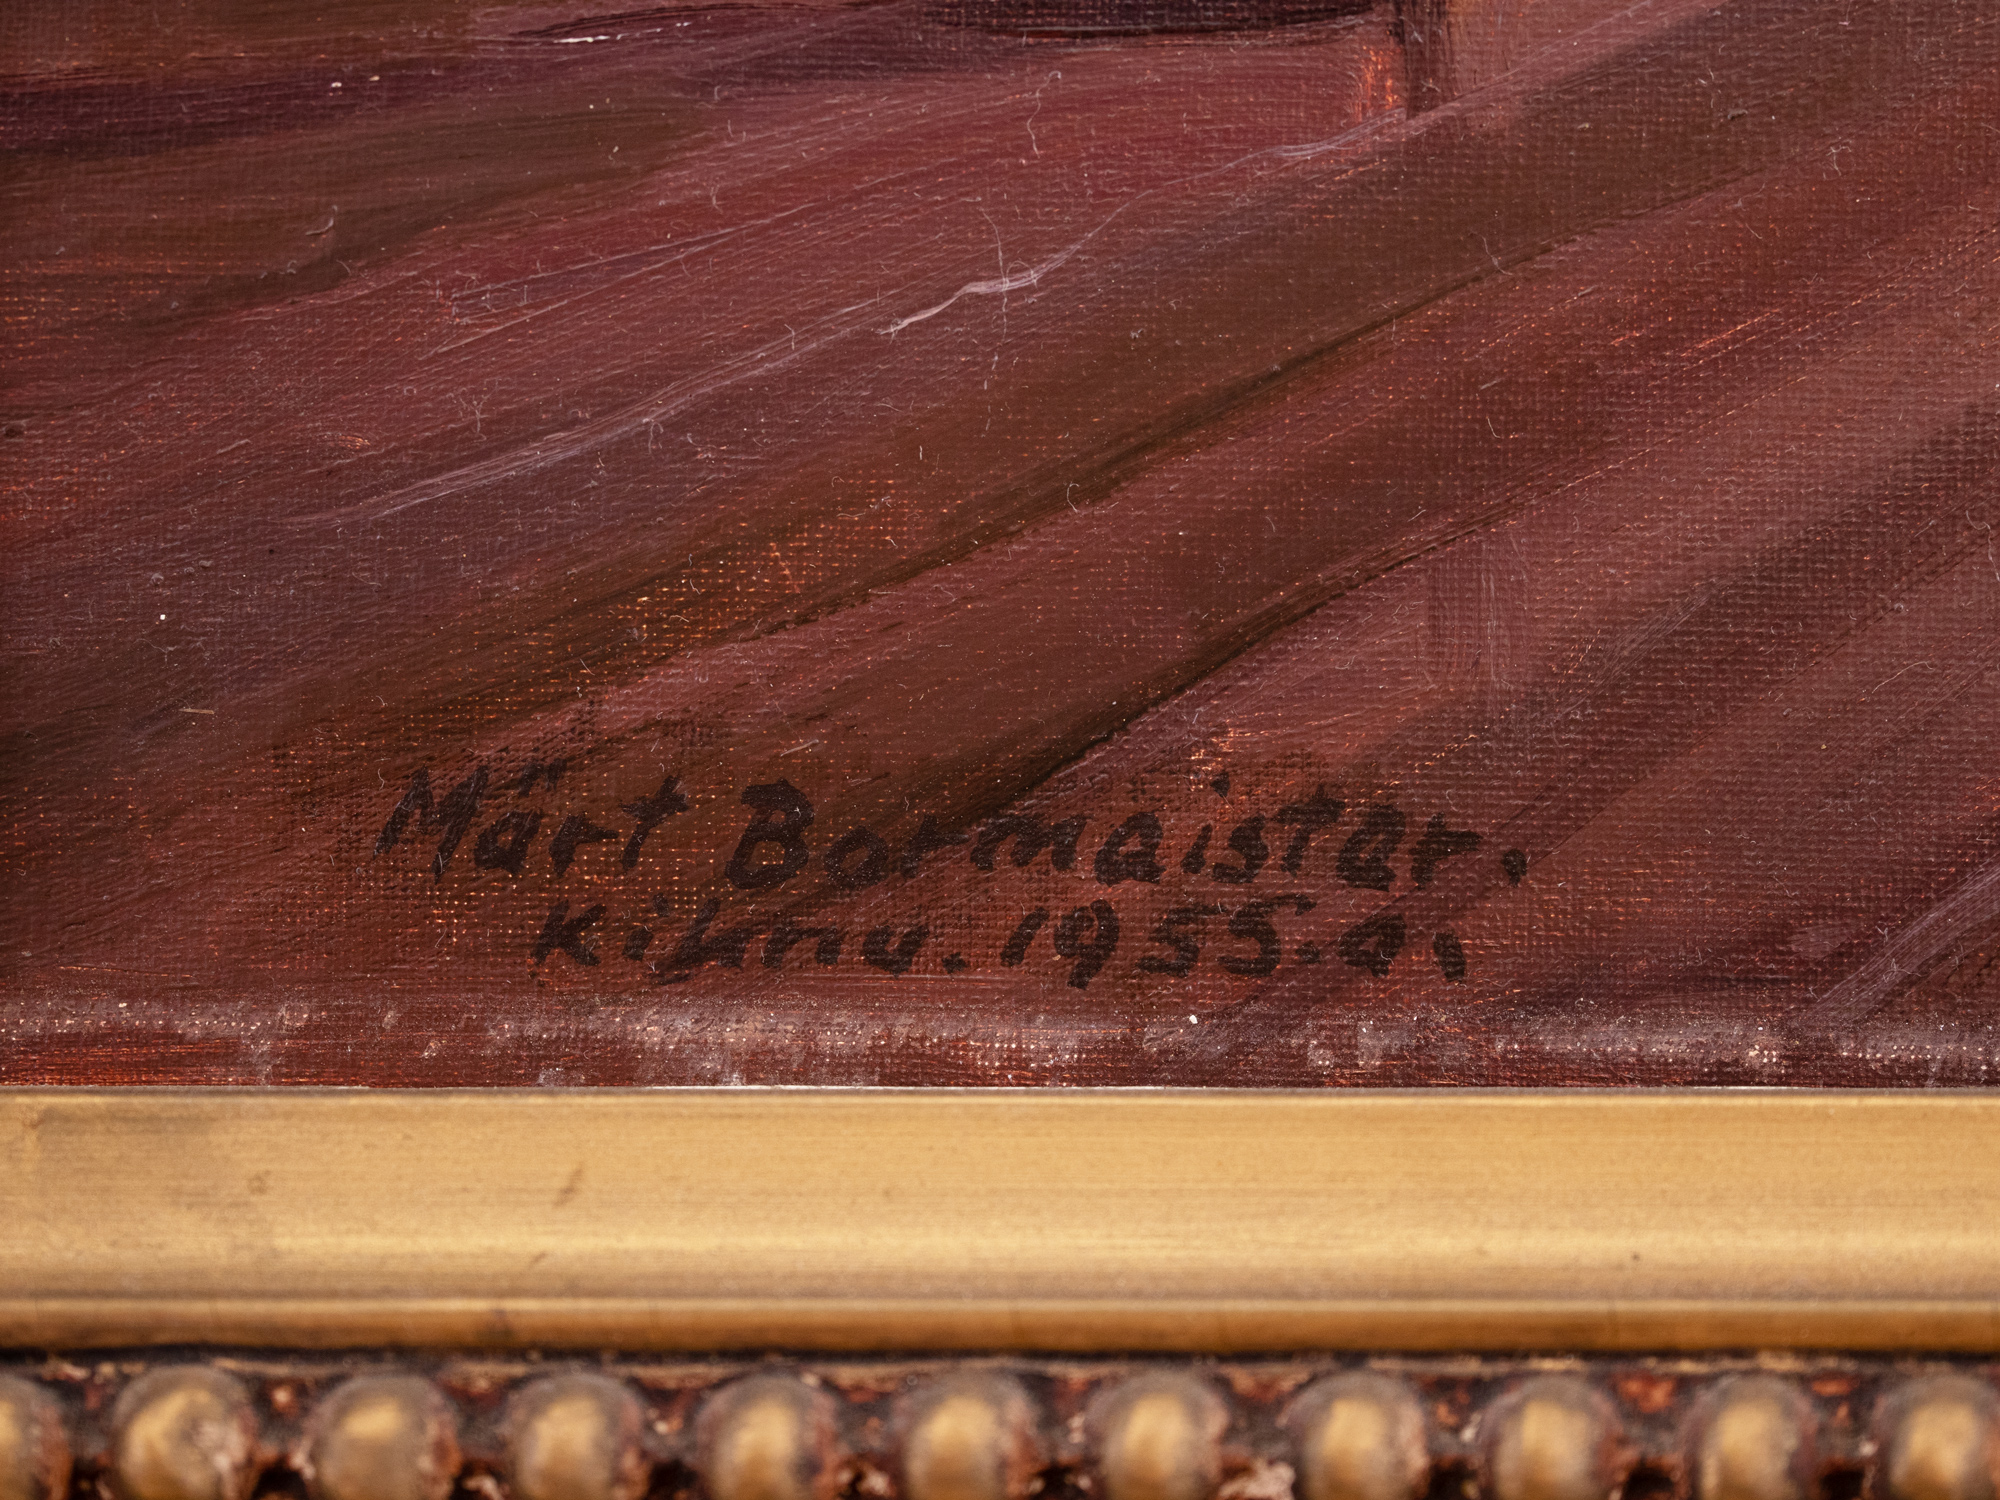 Märt Bormaister.
Kihnu. 1955.a.